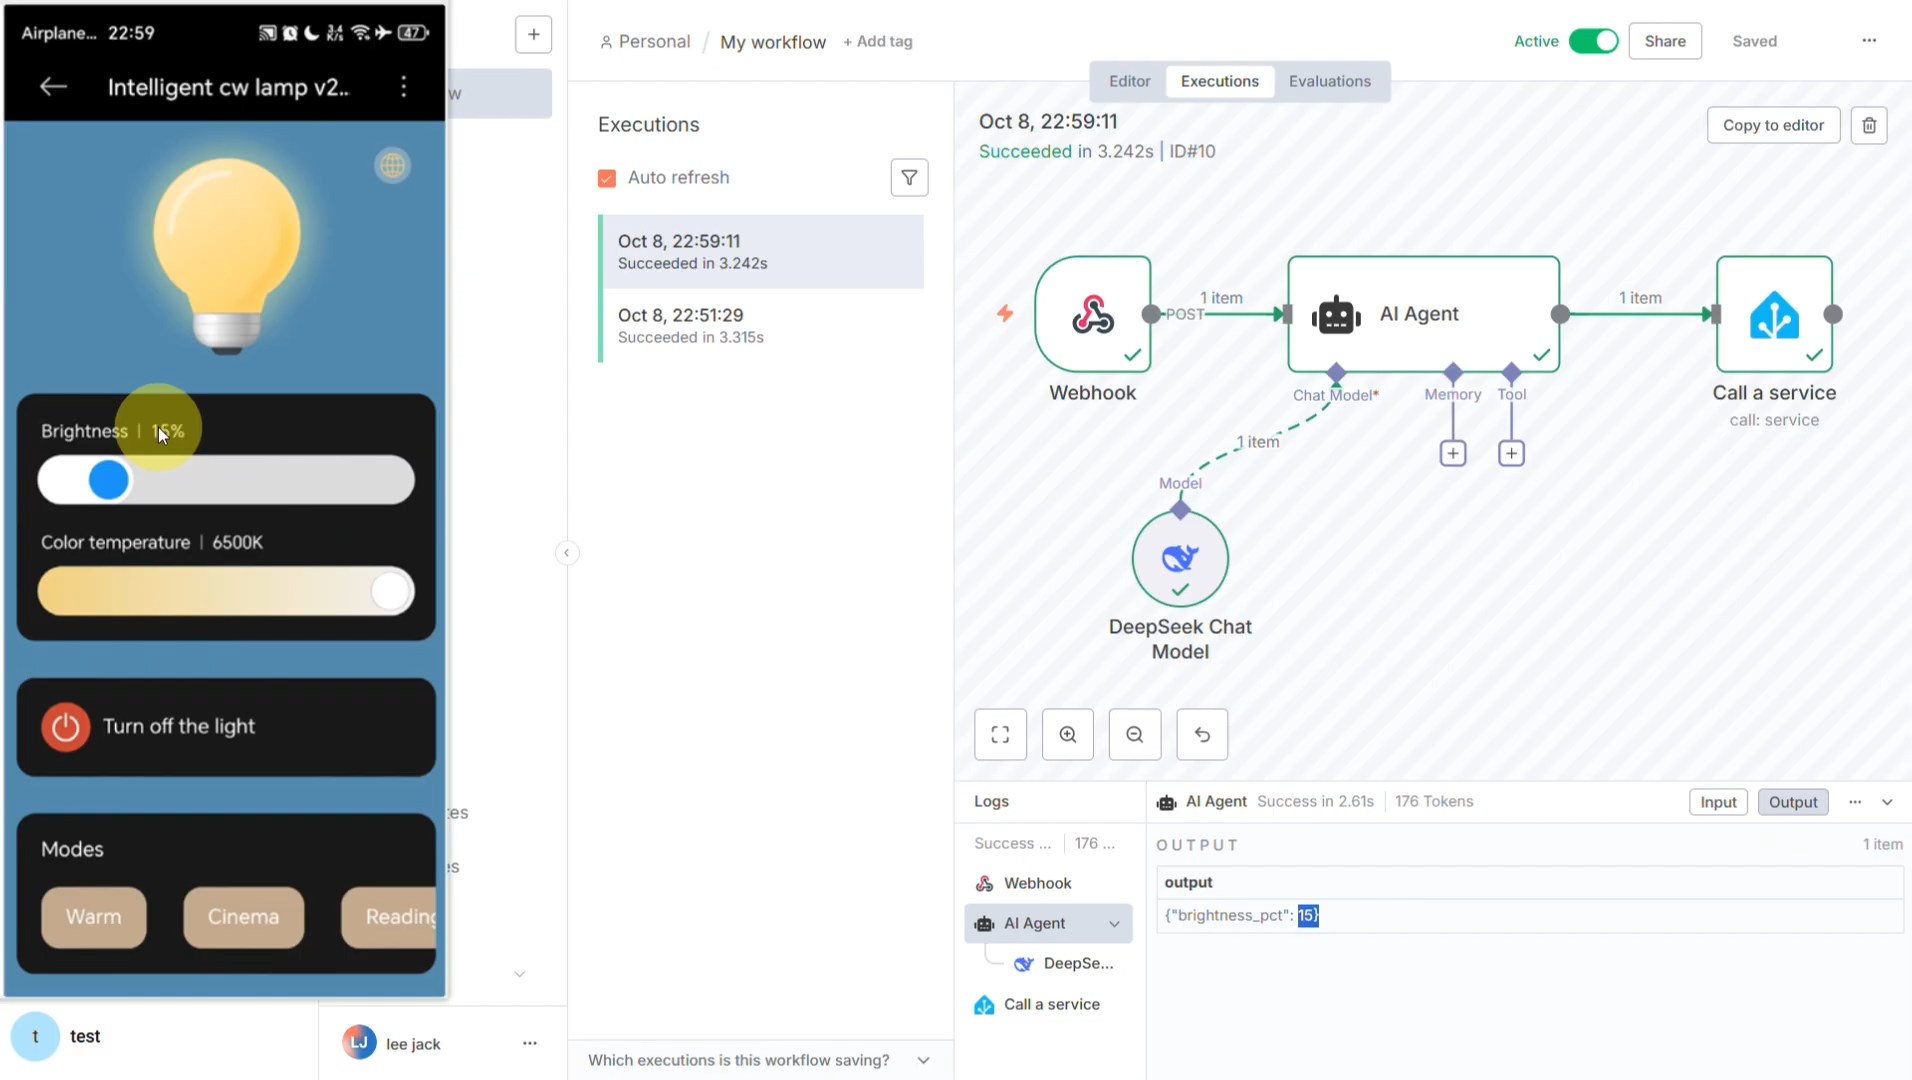 Airplane... 22:59
47
Intelligent cw lamp v2..
Brightness | 15%
Color temperature | 6500K
Turn off the light
Modes
Warm
Cinema
Reading
w
es
es
t
test
LJ
lee jack
Personal / My workflow + Add tag
Active
Share
Saved
Editor
Executions
Evaluations
Executions
Auto refresh
Oct 8, 22:59:11
Succeeded in 3.242s
Oct 8, 22:51:29
Succeeded in 3.315s
Which executions is this workflow saving?
Oct 8, 22:59:11
Succeeded in 3.242s | ID#10
Copy to editor
POST
1 item
AI Agent
1 item
Webhook
Chat Model*
Memory
Tool
Call a service
call: service
1 item
Model
DeepSeek Chat
Model
Logs
AI Agent Success in 2.61s | 176 Tokens
Input
Output
Success ... | 176 ...
Webhook
AI Agent
DeepSe...
Call a service
OUTPUT
1 item
output
{"brightness_pct": 15}